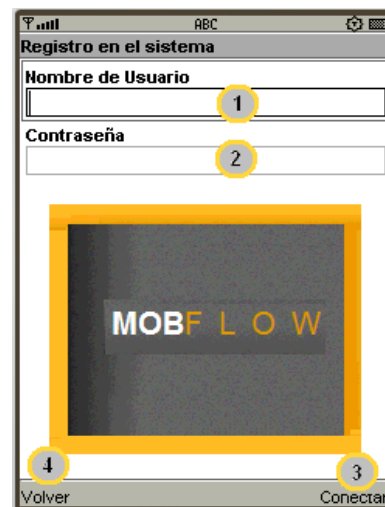 ABC
Registro en el sistema
Nombre de Usuario
1
Contraseña
2
MOBFLOW
4
3
Volver Conectar